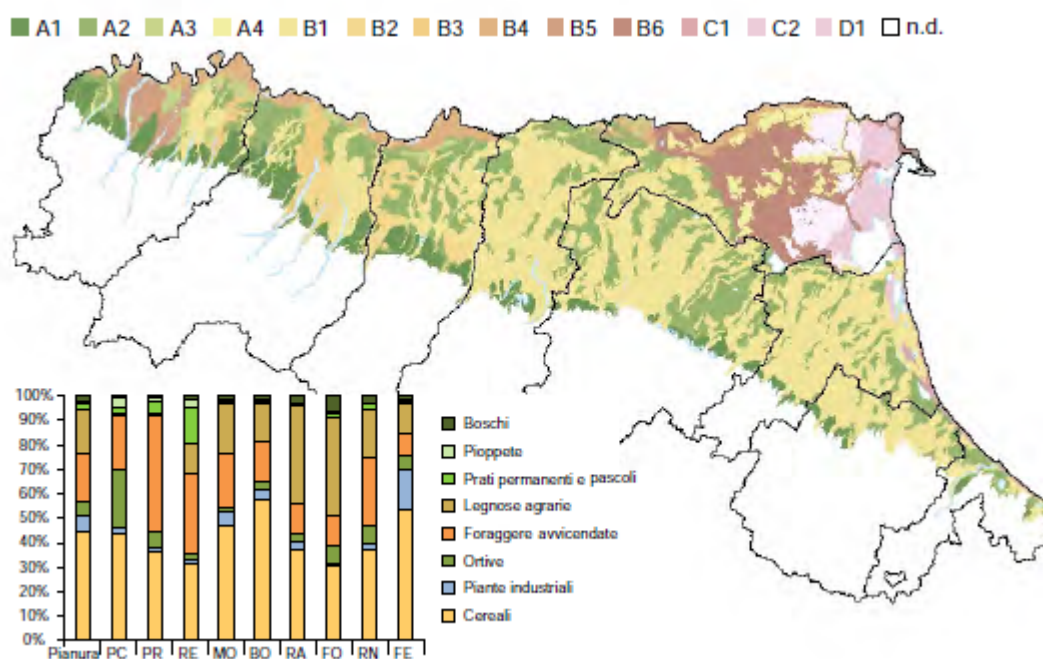 A1 A2 A3 A4 B1 B2 B3 B4 B5 B6 C1 C2 D1 n.d.
100%
90%
80%
70%
60%
50%
40%
30%
20%
10%
0%
Pianura PC PR RE MO BO RA FO RN FE
Boschi
Pioppete
Prati permanenti e pascoli
Legnose agrarie
Foraggere avvicendate
Ortive
Piante industriali
Cereali